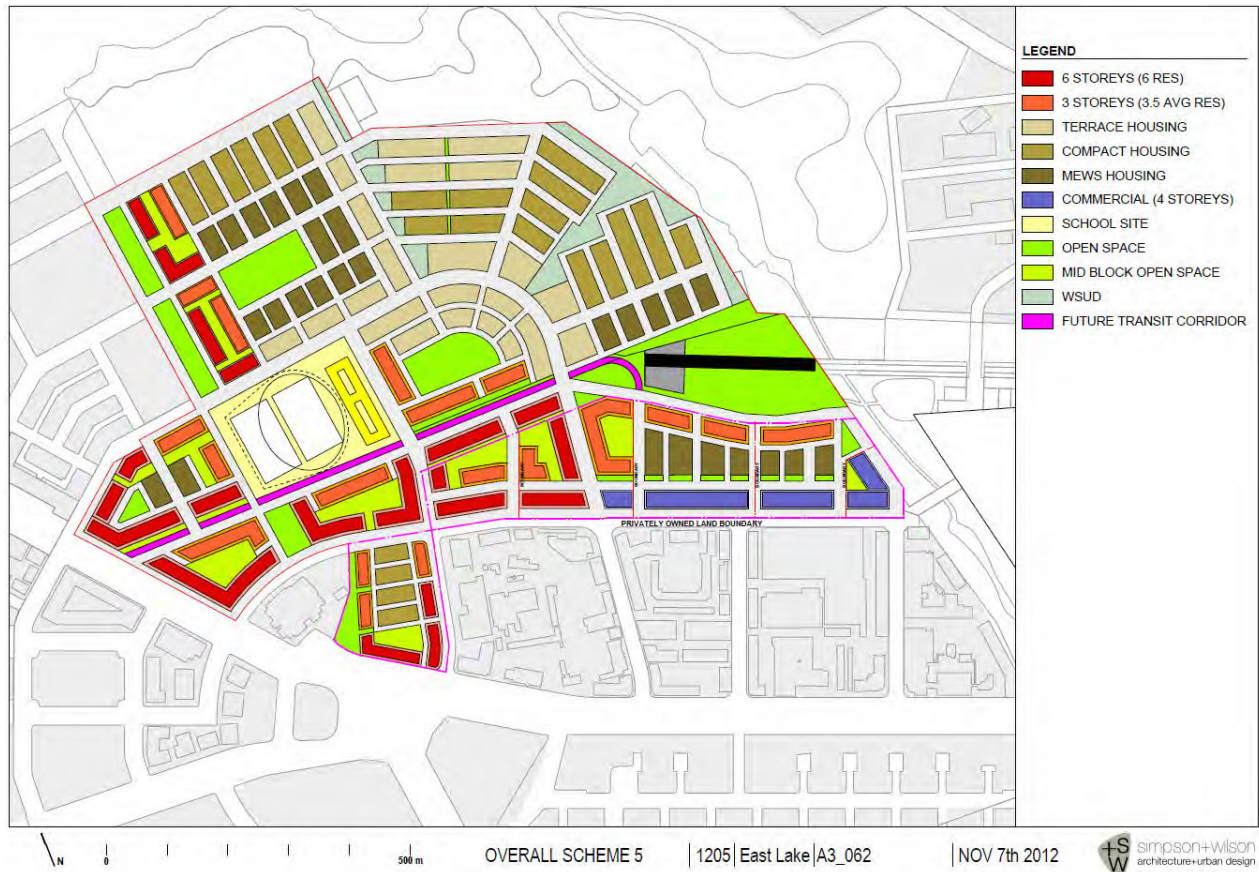 LEGEND
6 STOREYS (6 RES)
3 STOREYS (3.5 AVG RES)
TERRACE HOUSING
COMPACT HOUSING
MEWS HOUSING
COMMERCIAL (4 STOREYS)
SCHOOL SITE
OPEN SPACE
MID BLOCK OPEN SPACE
WSUD
FUTURE TRANSIT CORRIDOR
PRIVATELY OWNED LAND BOUNDARY
N
0
500 m
OVERALL SCHEME 5
1205
East Lake
A3_062
NOV 7th 2012
+S
W
simpson+wilson
architecture+urban design